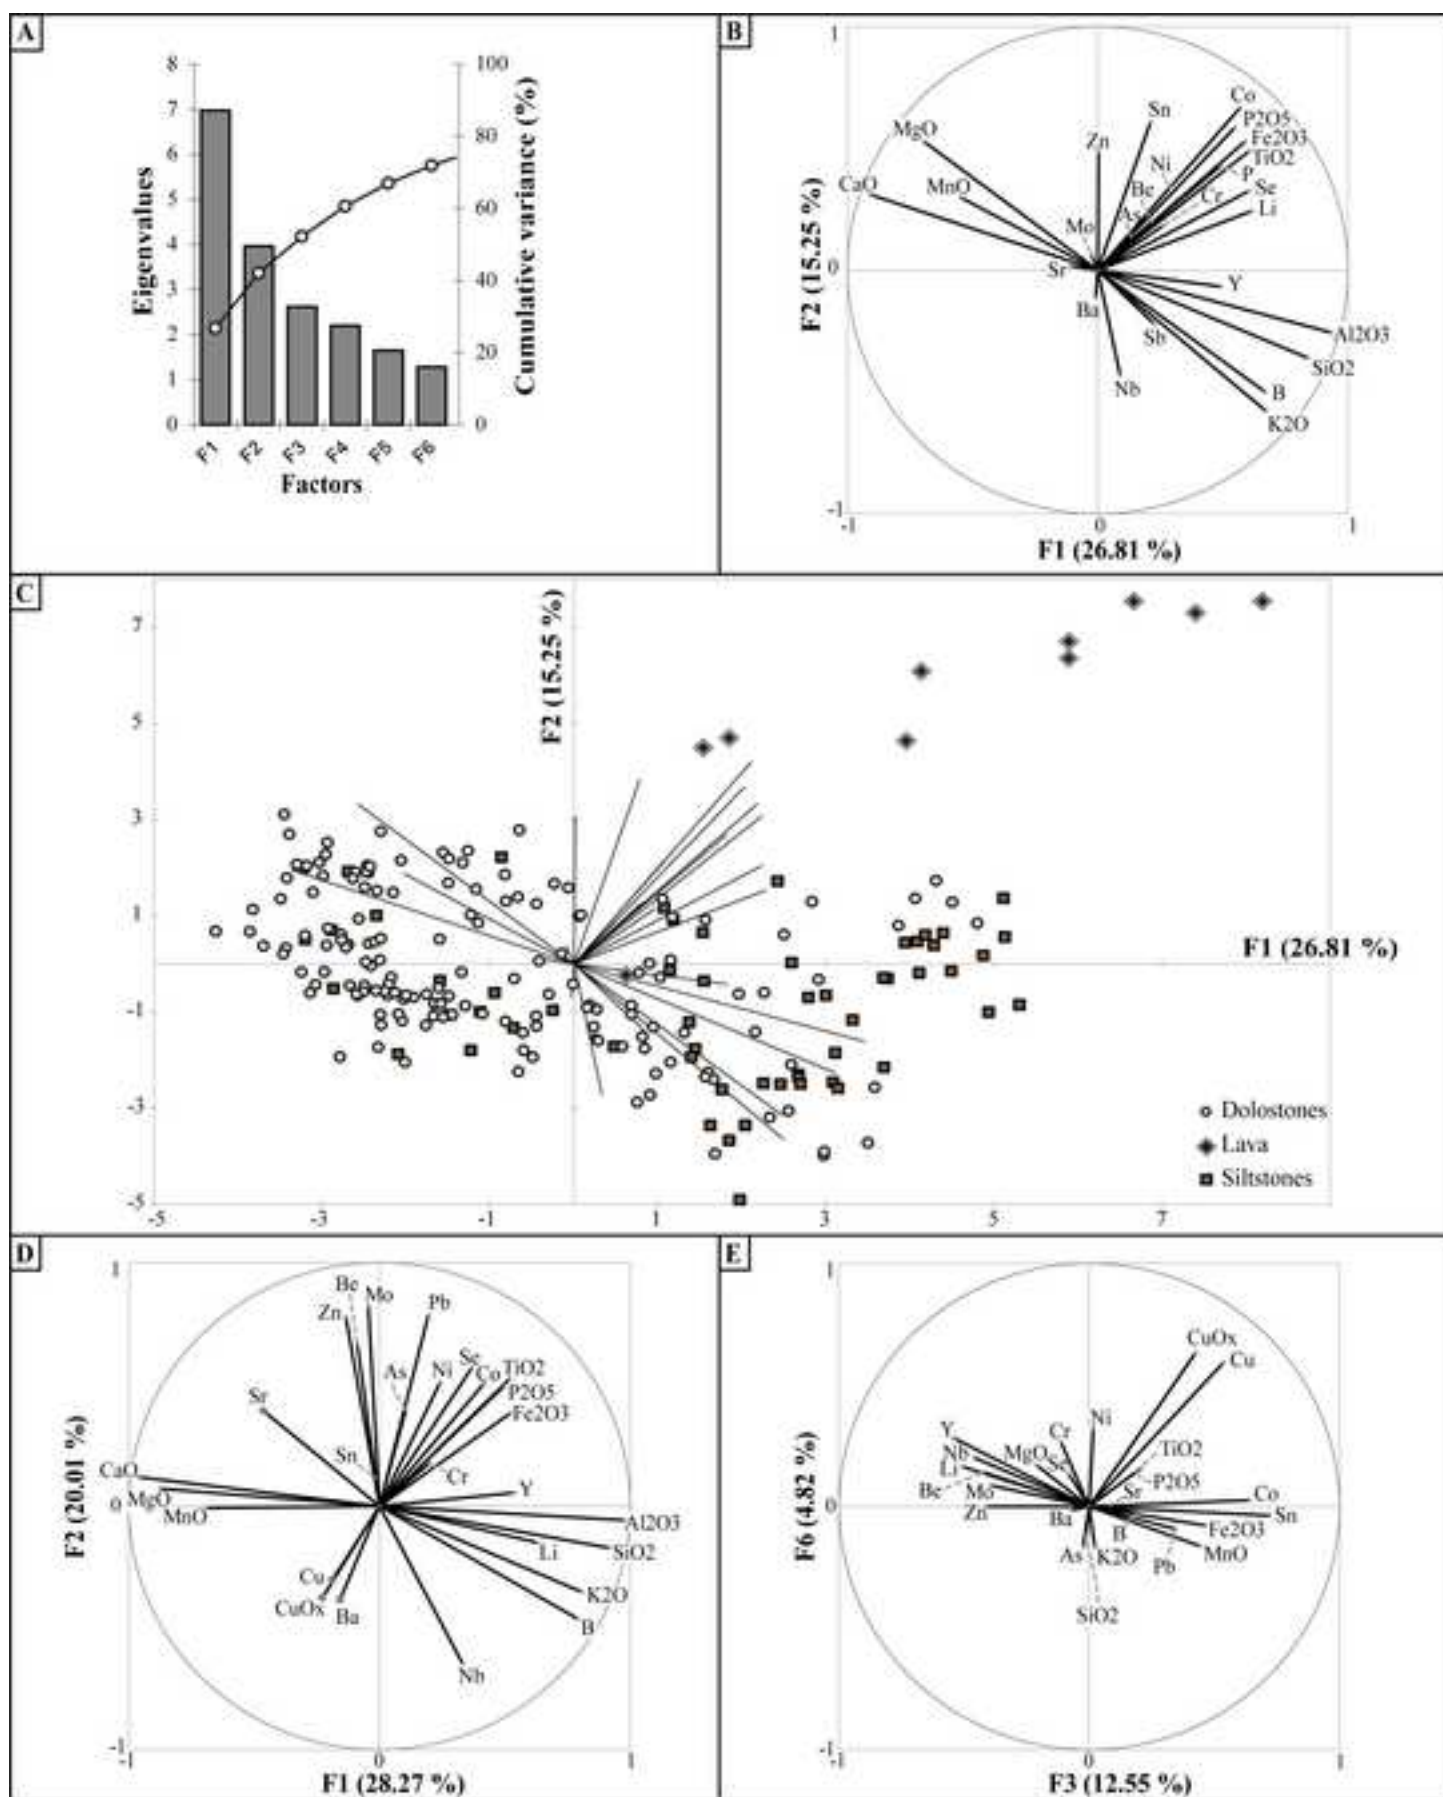 A
8
7
6
5
4
3
2
1
0
Eigenvalues
100
80
60
40
20
0
Cumulative variance (%)
F1 F2 F3 F4 F5 F6
Factors
B
1
0
-1
F2 (15.25 %)
MgO
CaO
MnO
Zn
Sn
Co
P2O5
Fe2O3
TiO2
P
Ni
Be
Se
Cr
As
Li
Mo
Sr
Y
Ba
Al2O3
Sb
SiO2
Nb
B
K2O
-1 0 1
F1 (26.81 %)
C
F2 (15.25 %)
7
5
3
1
-1
-3
-5
F1 (26.81 %)
Dolostones
Lava
Siltstones
-5 -3 -1 1 3 5 7
D
1
0
-1
F2 (20.01 %)
Be
Mo
Zn
Pb
As
Ni
Se
Co
TiO2
P2O5
Fe2O3
Sr
Sn
Cr
CaO
MgO
MnO
Y
Al2O3
Li
SiO2
Cu
K2O
CuOx
Ba
B
Nb
-1 0 1
F1 (28.27 %)
E
1
0
-1
F6 (4.82 %)
CuOx
Cu
Ni
Cr
Y
Nb
MgO
Se
TiO2
Li
Be
Mo
P2O5
Sr
Co
Zn
Ba
Sn
B
Fe2O3
As
K2O
MnO
Pb
SiO2
-1 0 1
F3 (12.55 %)